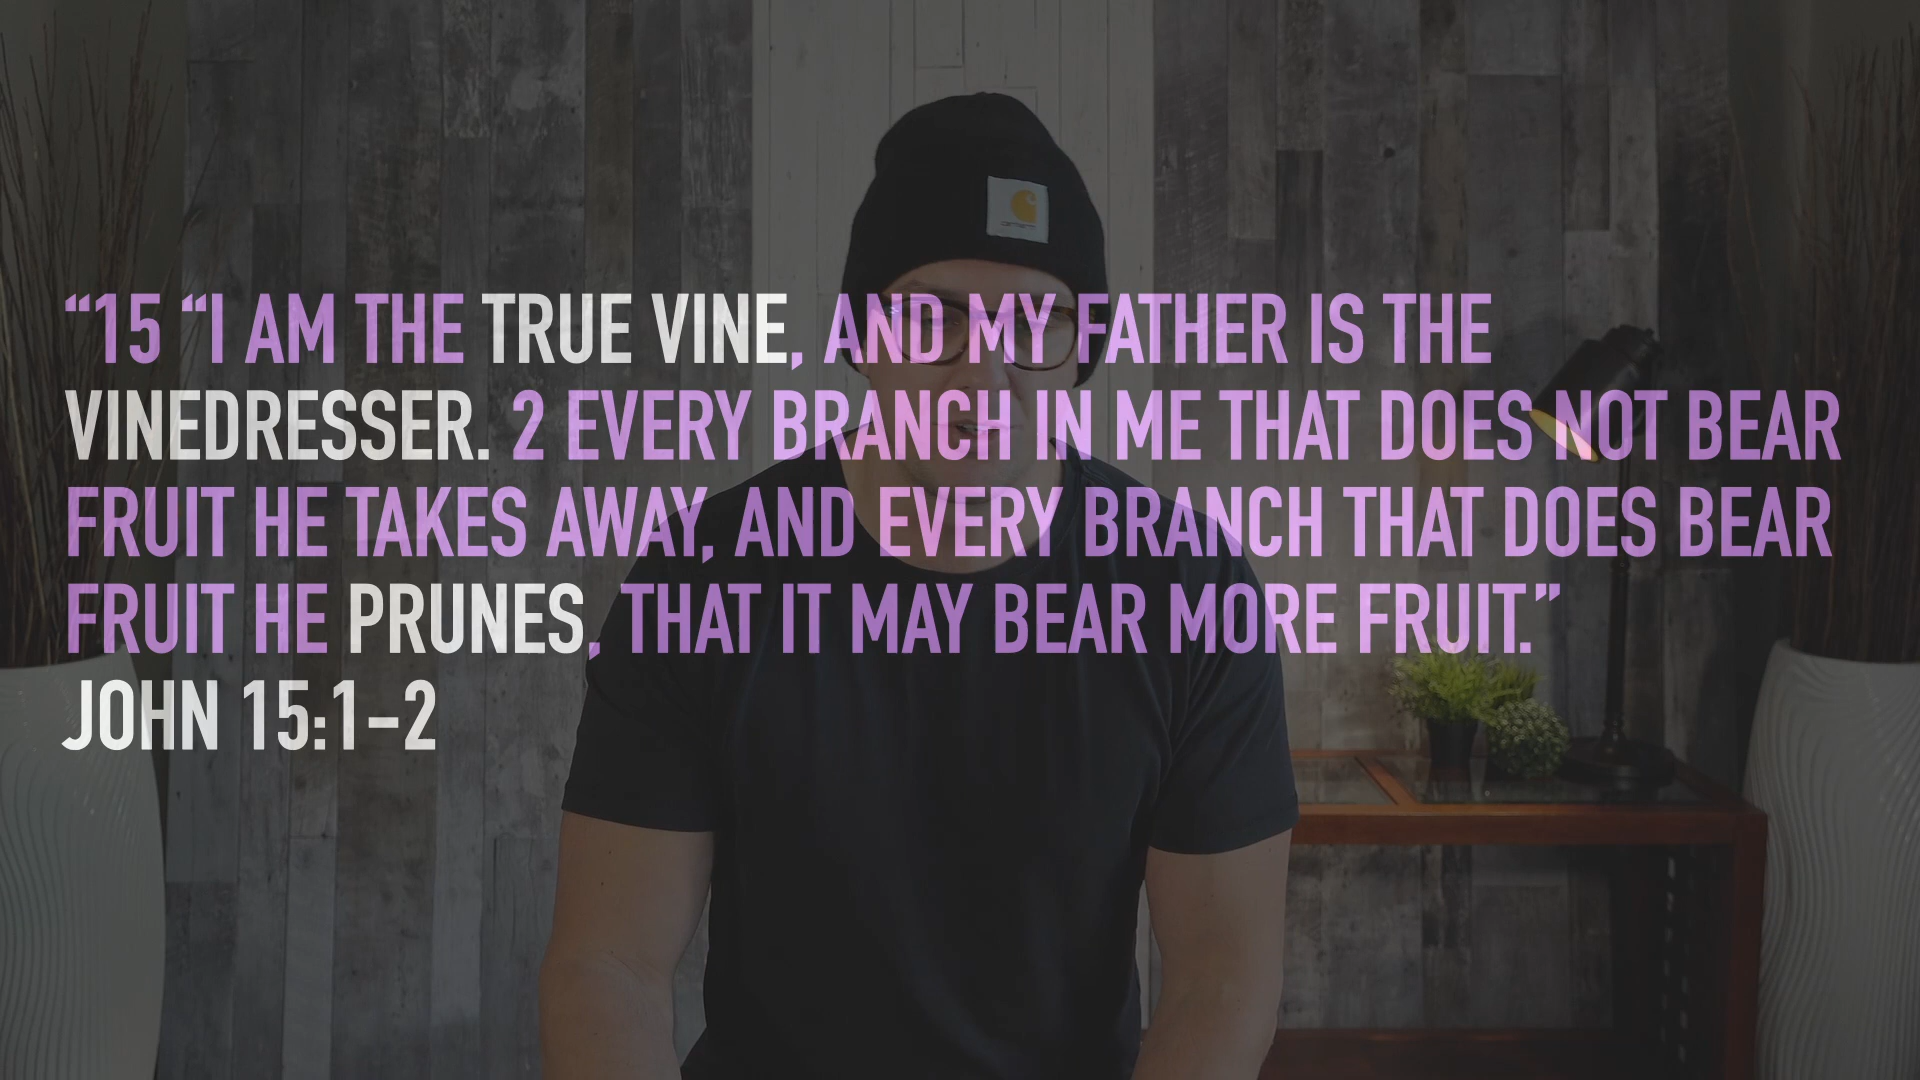 “15 “I AM THE TRUE VINE, AND MY FATHER IS THE
VINEDRESSER. 2 EVERY BRANCH IN ME THAT DOES NOT BEAR
FRUIT HE TAKES AWAY, AND EVERY BRANCH THAT DOES BEAR
FRUIT HE PRUNES, THAT IT MAY BEAR MORE FRUIT.”
JOHN 15:1-2